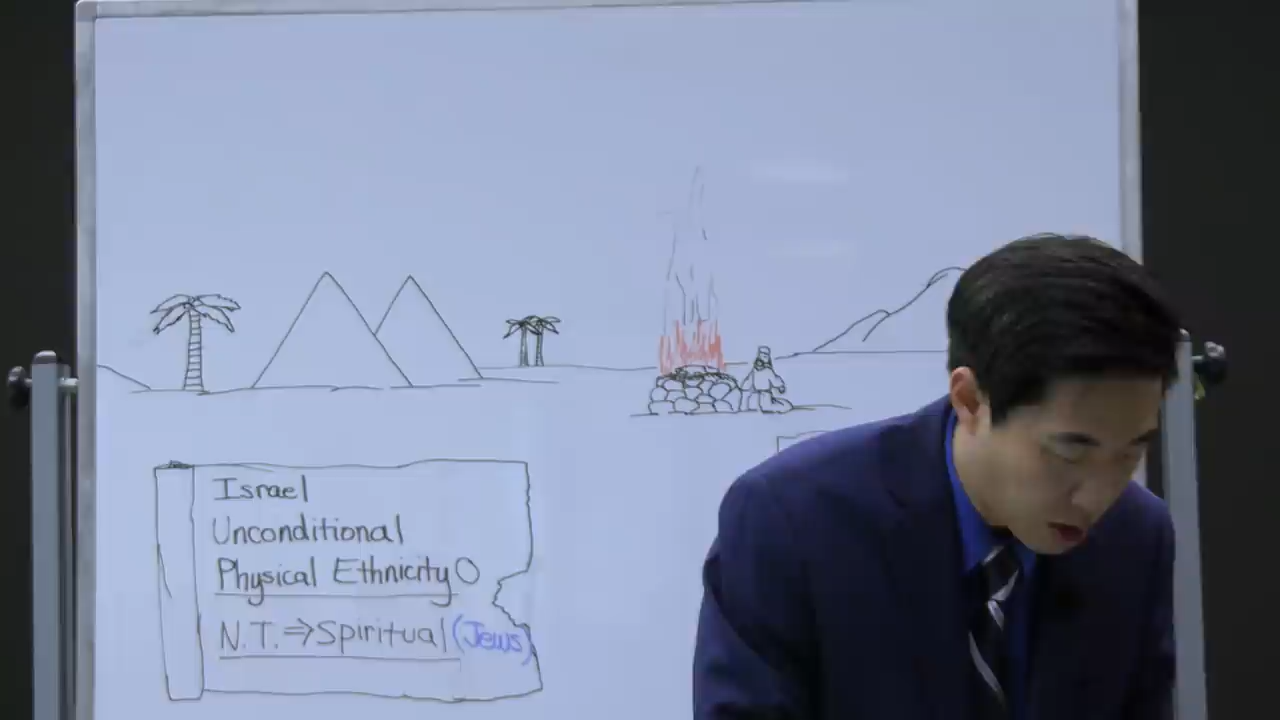 Israel
Unconditional
Physical Ethnicity O
N.T. ⇒ Spiritual (Jews)